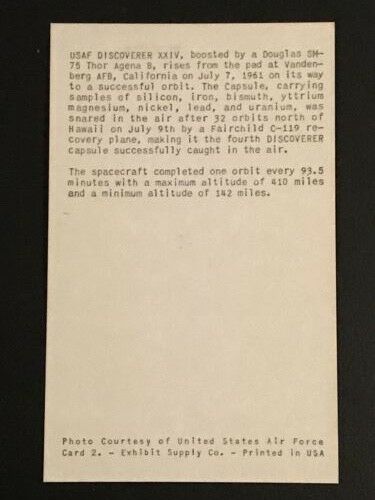 USAF DISCOVERER XXIV, boosted by a Douglas SM-
75 Thor Agena B, rises from the pad at Vanden-
berg AFB, California on July 7, 1961 on its way
to a successful orbit. The Capsule, carrying
samples of silicon, iron, bismuth, yttrium
magnesium, nickel, lead, and uranium, was
snared in the air after 32 orbits north of
Hawaii on July 9th by a Fairchild C-119 re-
covery plane, making it the fourth DISCOVERER
capsule successfully caught in the air.
The spacecraft completed one orbit every 93.5
minutes with a maximum altitude of 410 miles
and a minimum altitude of 142 miles.
Photo Courtesy of United States Air Force
Card 2. - Exhibit Supply Co. - Printed in USA